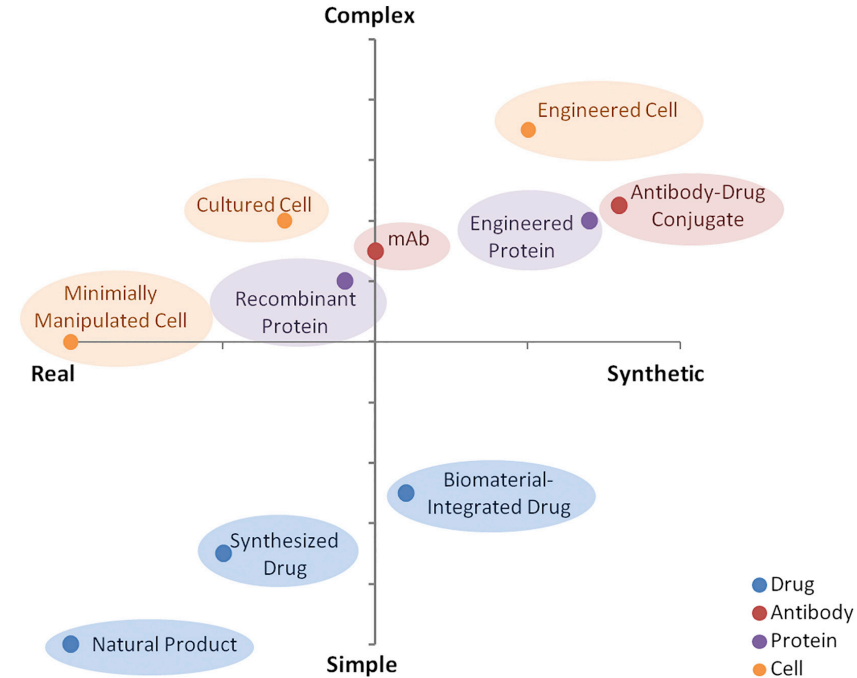 Complex
Engineered Cell
Cultured Cell
Antibody-Drug
Conjugate
mAb
Engineered
Protein
Minimially
Manipulated Cell
Recombinant
Protein
Real
Synthetic
Biomaterial-
Integrated Drug
Synthesized
Drug
Natural Product
Simple
Drug
Antibody
Protein
Cell